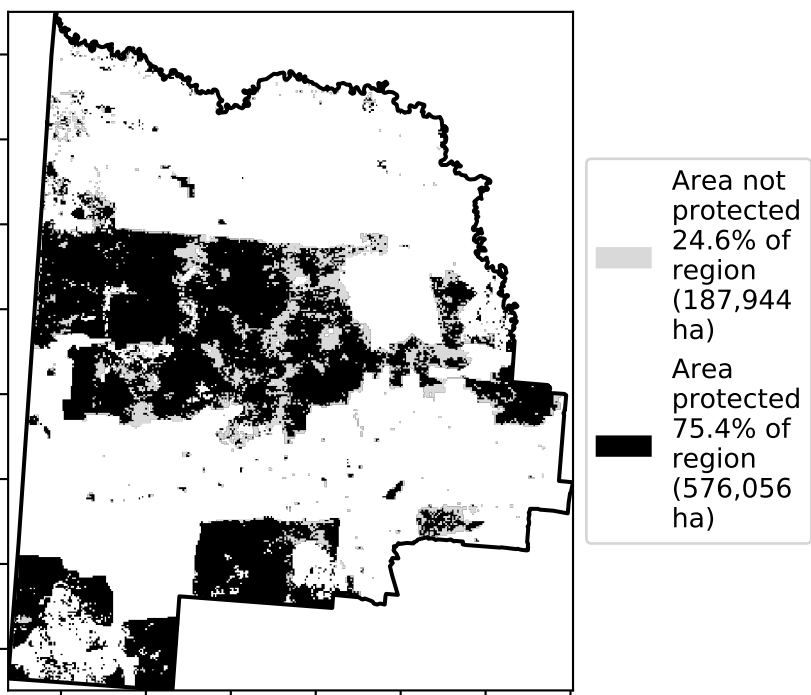 Area not
protected
24.6% of
region
(187,944
ha)
Area
protected
75.4% of
region
(576,056
ha)